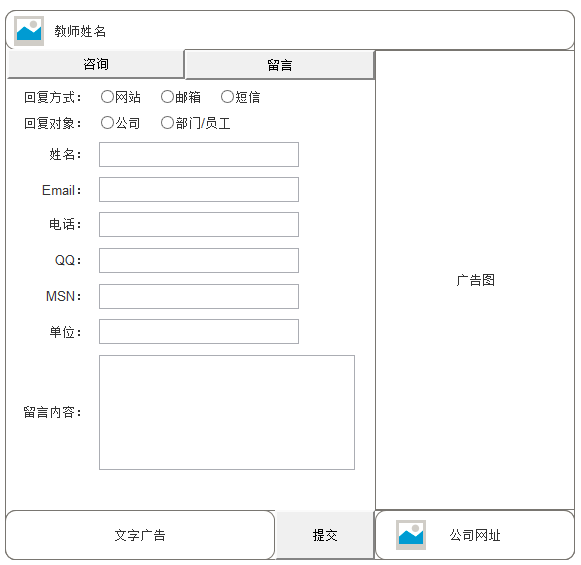 教师姓名
咨询 留言
回复方式： 网站 邮箱 短信
回复对象： 公司 部门/员工
姓名：
Email：
电话：
QQ：
MSN：
单位：
留言内容：
广告图
文字广告 提交 公司网址